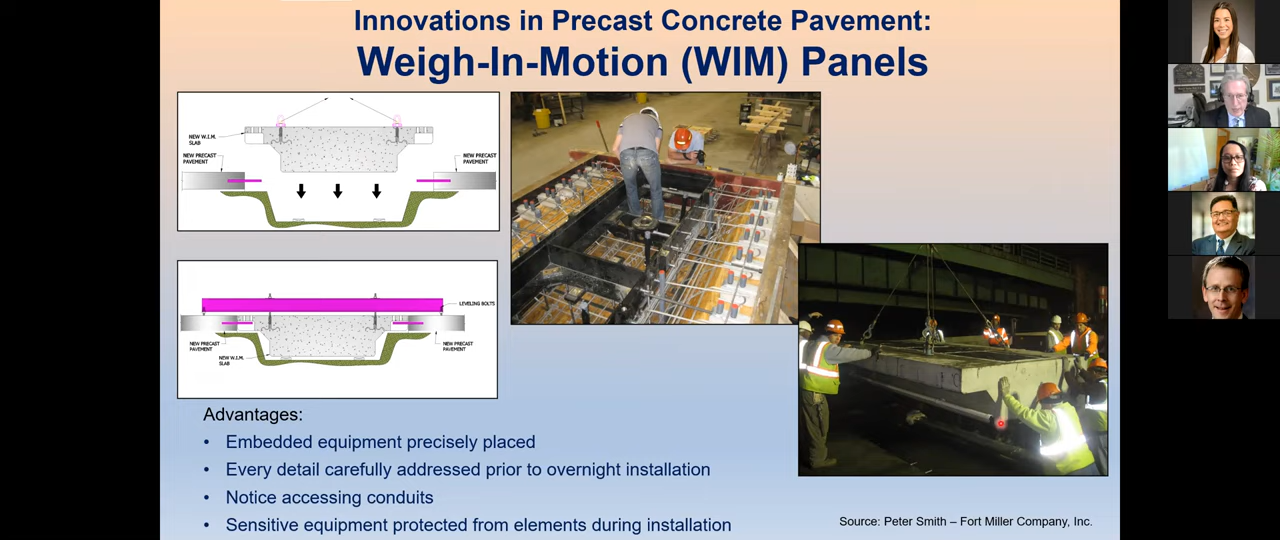 Innovations in Precast Concrete Pavement:
Weigh-In-Motion (WIM) Panels
NEW W.I.M.
SLAB
NEW PRECAST
PAVEMENT
NEW PRECAST
PAVEMENT
LEVELING BOLTS
NEW PRECAST
PAVEMENT
NEW W.I.M.
SLAB
NEW PRECAST
PAVEMENT
Advantages:
• Embedded equipment precisely placed
• Every detail carefully addressed prior to overnight installation
• Notice accessing conduits
• Sensitive equipment protected from elements during installation
Source: Peter Smith – Fort Miller Company, Inc.